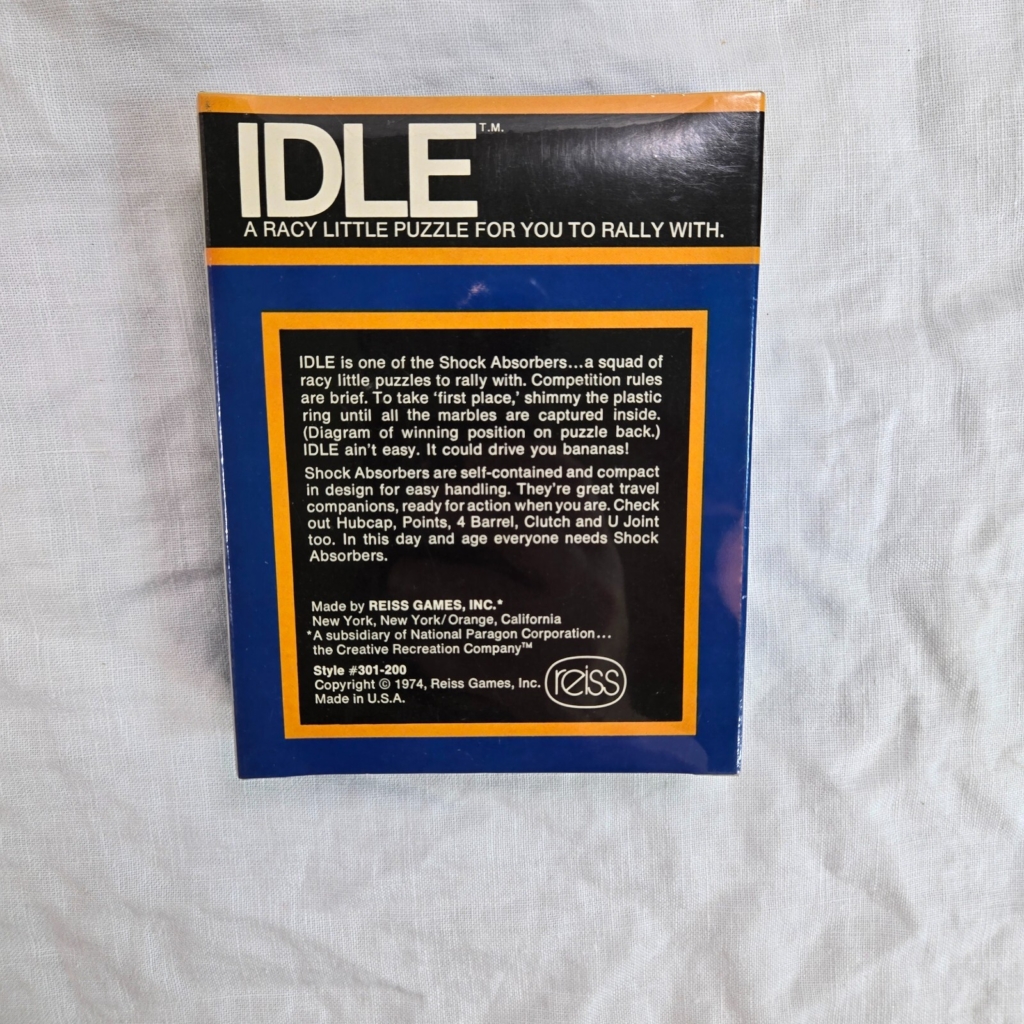 IDLE T.M.
A RACY LITTLE PUZZLE FOR YOU TO RALLY WITH.
IDLE is one of the Shock Absorbers...a squad of
racy little puzzles to rally with. Competition rules
are brief. To take ‘first place,’ shimmy the plastic
ring until all the marbles are captured inside.
(Diagram of winning position on puzzle back.)
IDLE ain't easy. It could drive you bananas!
Shock Absorbers are self-contained and compact
in design for easy handling. They're great travel
companions, ready for action when you are. Check
out Hubcap, Points, 4 Barrel, Clutch and U Joint
too. In this day and age everyone needs Shock
Absorbers.
Made by REISS GAMES, INC.*
New York, New York/Orange, California
*A subsidiary of National Paragon Corporation...
the Creative Recreation Company™
Style #301-200
Copyright © 1974, Reiss Games, Inc.
Made in U.S.A.
reiss